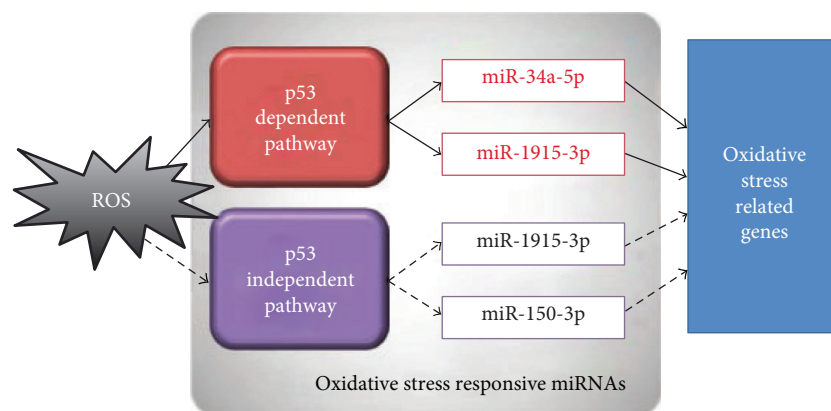 ROS
p53
dependent
pathway
p53
independent
pathway
miR-34a-5p
miR-1915-3p
miR-1915-3p
miR-150-3p
Oxidative
stress
related
genes
Oxidative stress responsive miRNAs